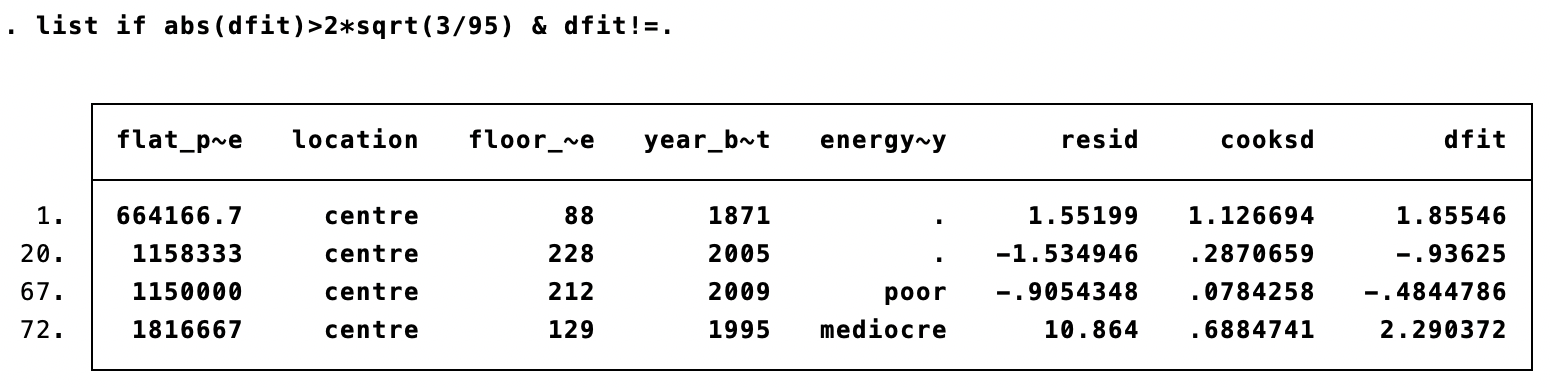 . list if abs(dfit)>2*sqrt(3/95) & dfit!=.
flat_p~e location floor_~e year_b~t energy~y resid cooksd dfit
1. 664166.7 centre 88 1871 . 1.55199 1.126694 1.85546
20. 1158333 centre 228 2005 . -1.534946 .2870659 -.93625
67. 1150000 centre 212 2009 poor -.9054348 .0784258 -.4844786
72. 1816667 centre 129 1995 mediocre 10.864 .6884741 2.290372